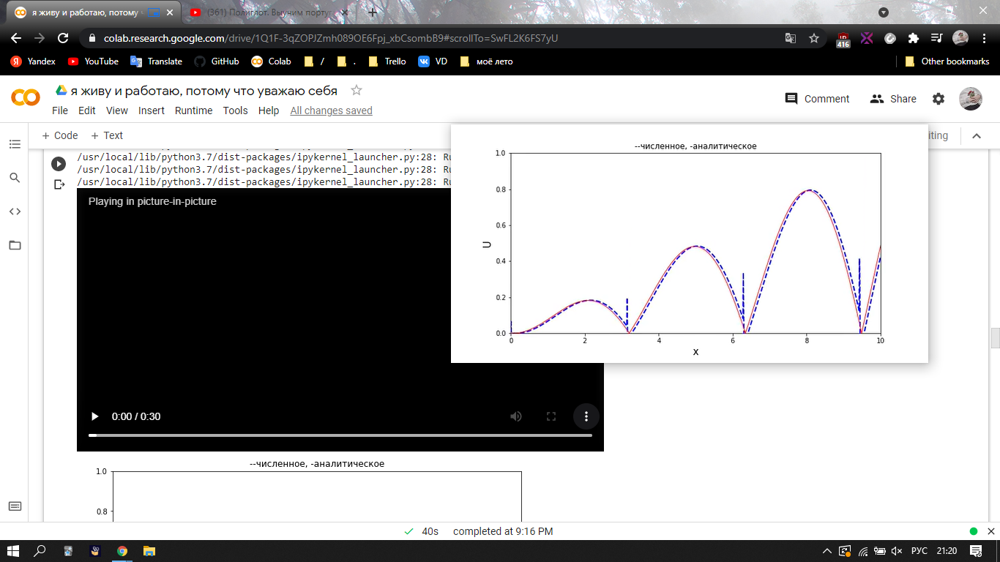 я живу и работаю, потому
(361) Полиглот. Выучим португ
colab.research.google.com/drive/1Q1F-3qZOPJZmh089OE6Fpj_xbCsombB9#scrollTo=SwFL2K6FS7yU
416
Yandex YouTube Translate GitHub Colab / . Trello VD моё лето Other bookmarks
я живу и работаю, потому что уважаю себя
Comment Share
File Edit View Insert Runtime Tools Help All changes saved
+ Code + Text iting
/usr/local/lib/python3.7/dist-packages/ipykernel_launcher.py:28: Ru
/usr/local/lib/python3.7/dist-packages/ipykernel_launcher.py:28: Ru
/usr/local/lib/python3.7/dist-packages/ipykernel_launcher.py:28: Ru
Playing in picture-in-picture
--численное, -аналитическое
1.0
0.8
0.6
0.4
0.2
0.0
U
0 2 4 6 8 10
X
0:00 / 0:30
--численное, -аналитическое
1.0
0.8
40s completed at 9:16 PM
РУС 21:20